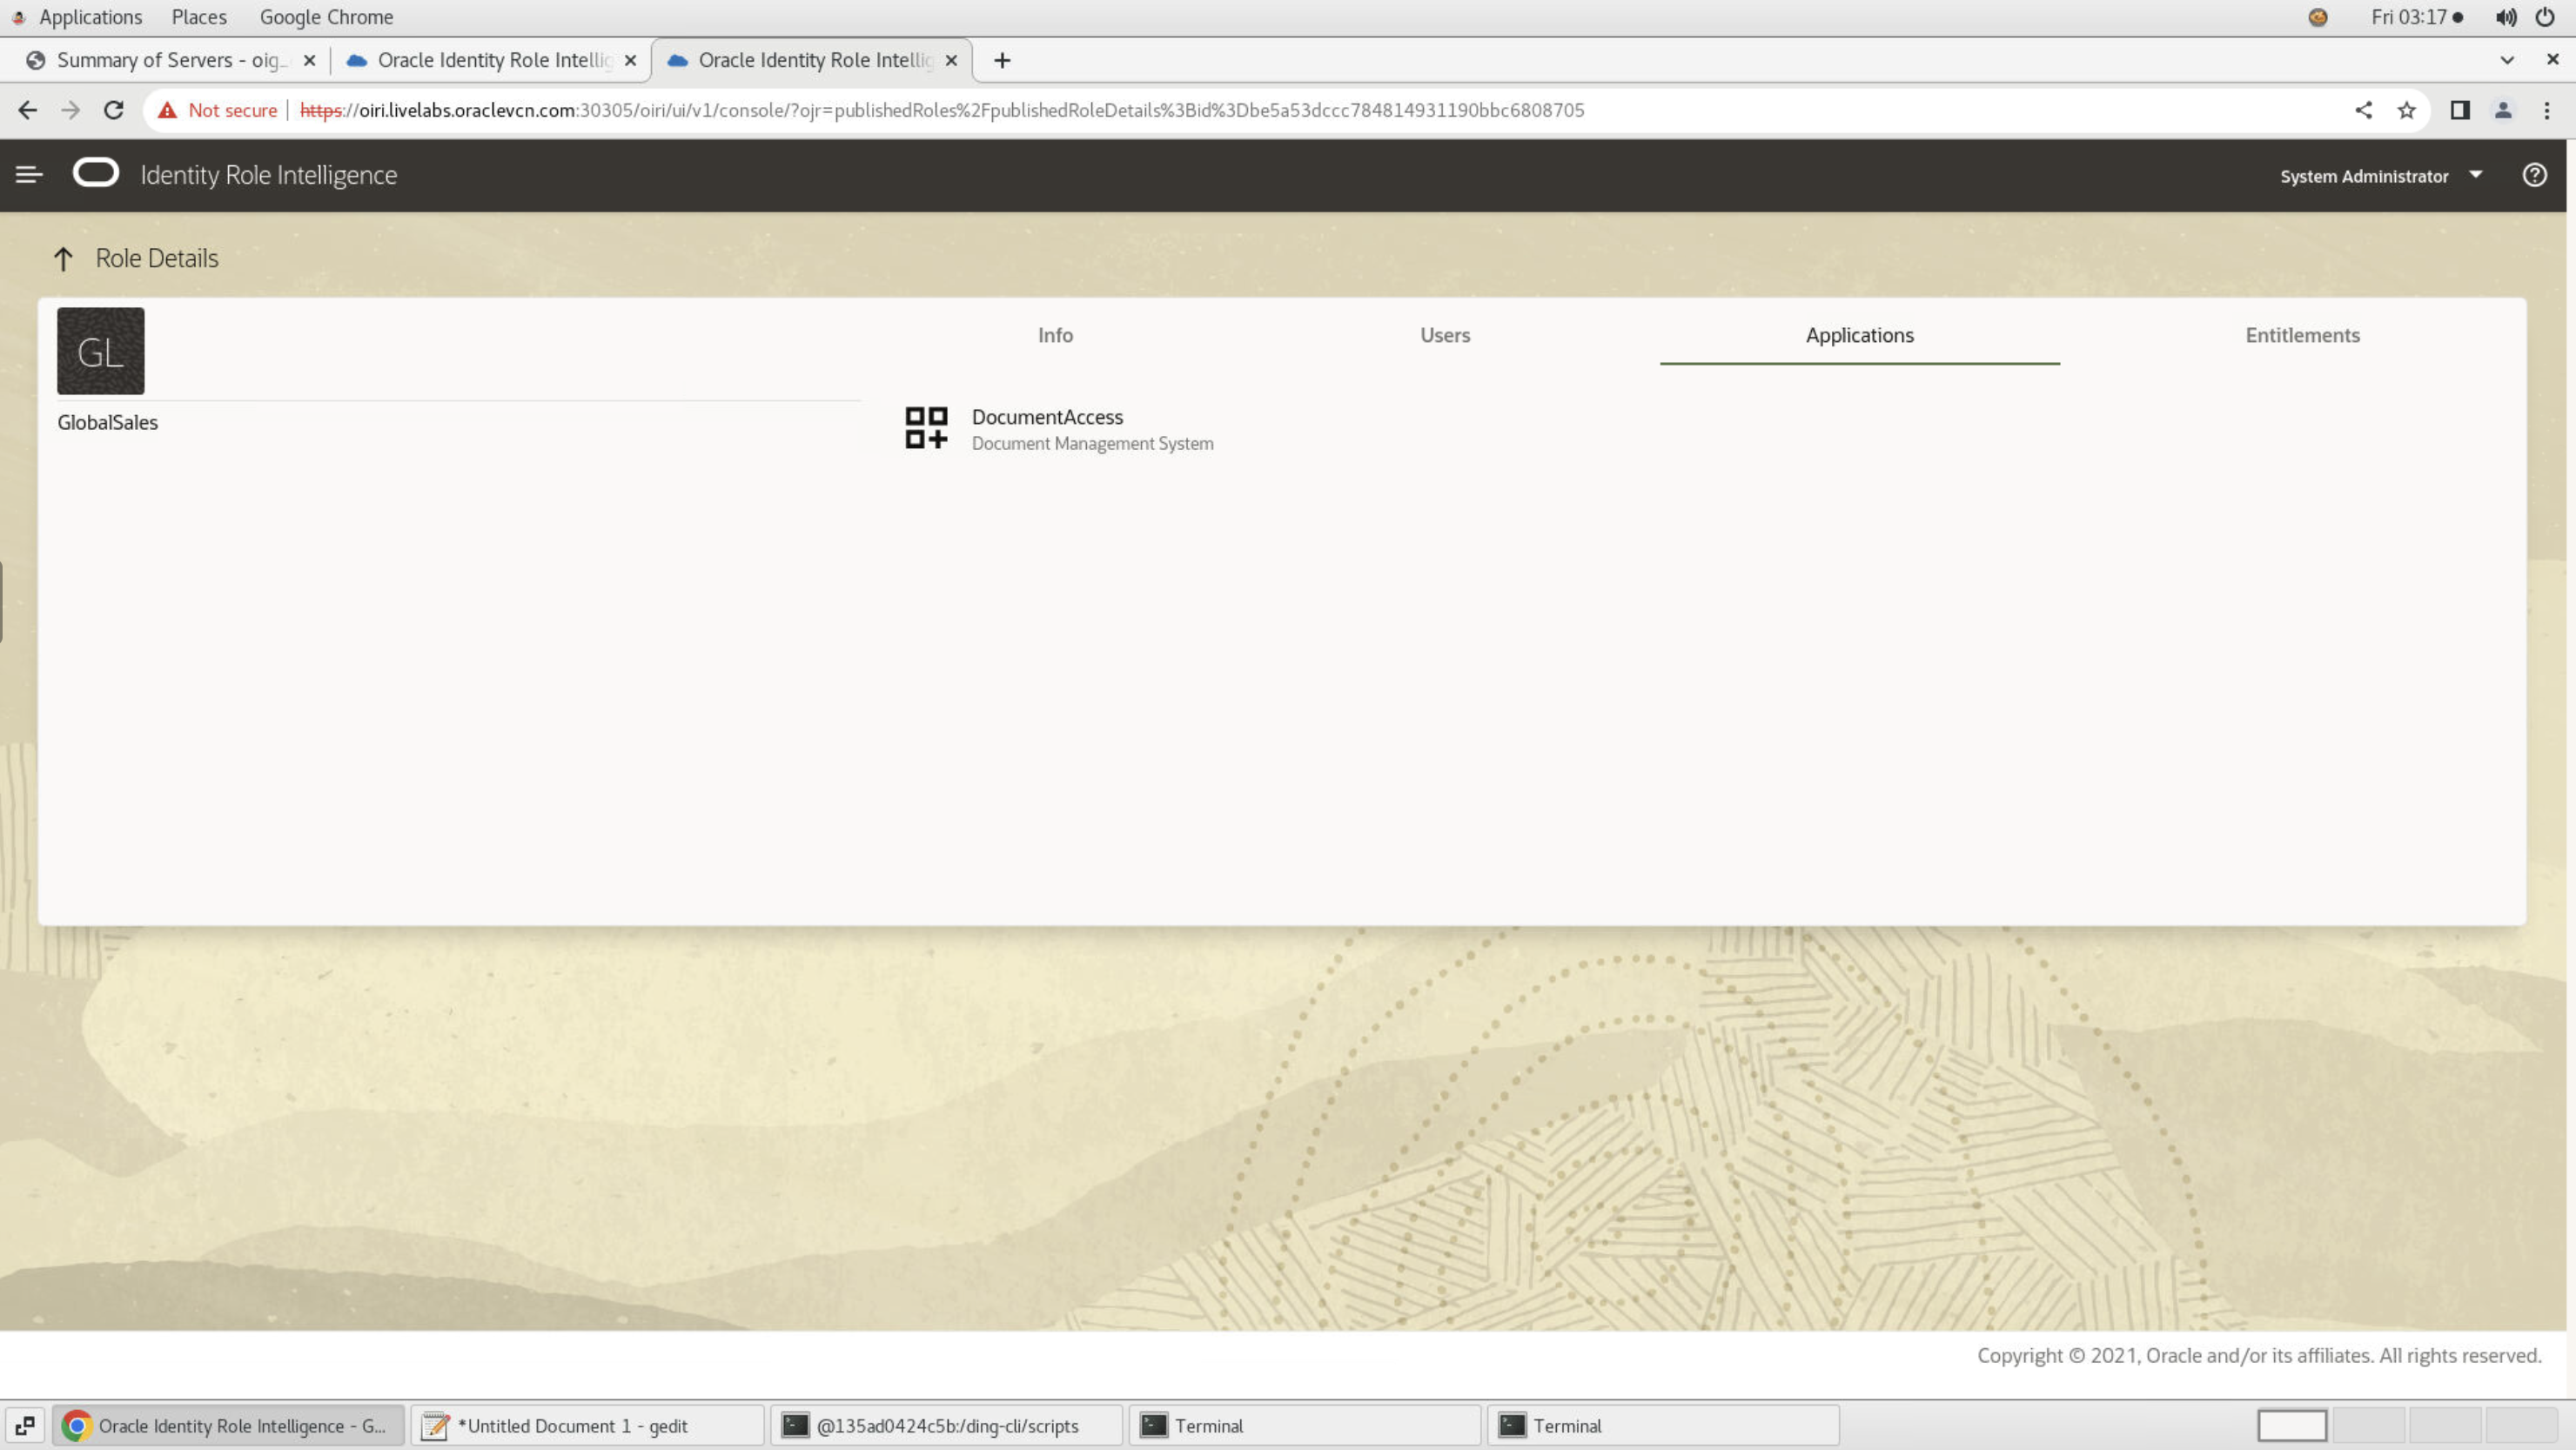 Applications Places Google Chrome Fri 03:17
Summary of Servers - oig_ Oracle Identity Role Intellig Oracle Identity Role Intellig
Not secure https://oiri.livelabs.oraclevcn.com:30305/oiri/ui/v1/console/?ojr=publishedRoles%2FpublishedRoleDetails%3Bid%3Dbe5a53dccc784814931190bbc6808705
Identity Role Intelligence System Administrator
Role Details
GL
GlobalSales
Info Users Applications Entitlements
DocumentAccess
Document Management System
Copyright © 2021, Oracle and/or its affiliates. All rights reserved.
Oracle Identity Role Intelligence - G... *Untitled Document 1 - gedit @135ad0424c5b:/ding-cli/scripts Terminal Terminal